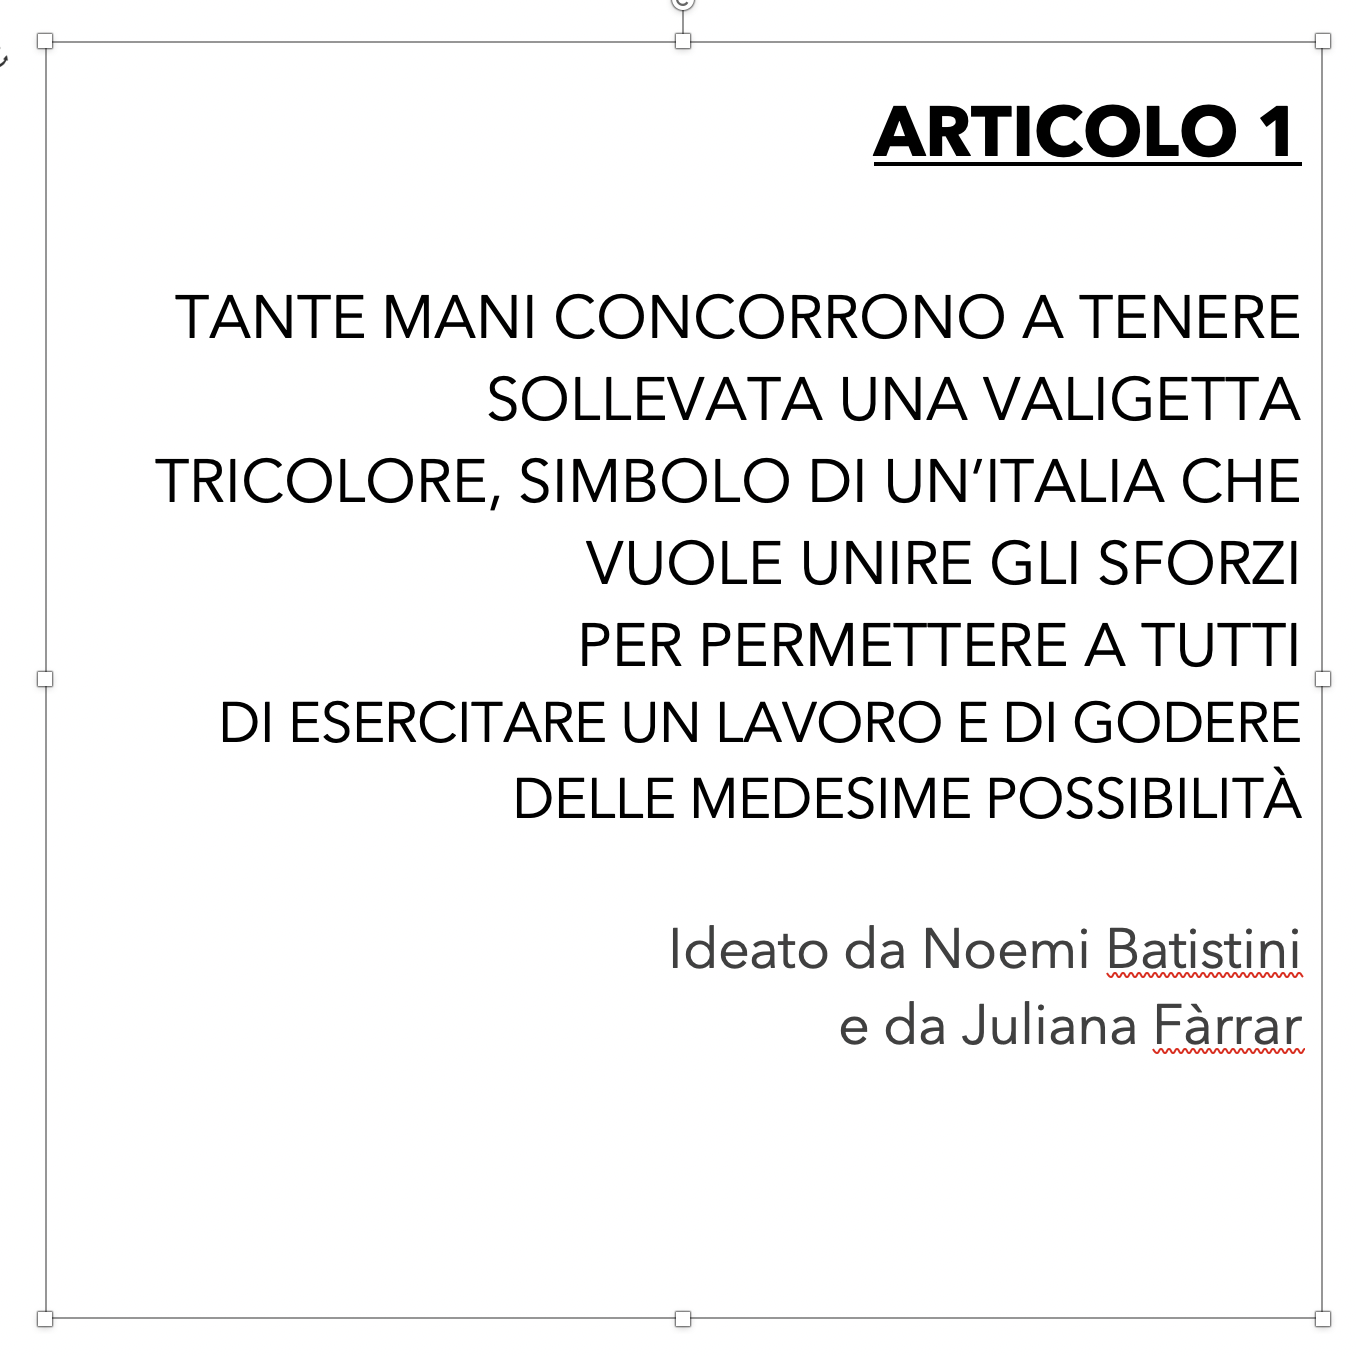 ARTICOLO 1
TANTE MANI CONCORRONO A TENERE
SOLLEVATA UNA VALIGETTA
TRICOLORE, SIMBOLO DI UN’ITALIA CHE
VUOLE UNIRE GLI SFORZI
PER PERMETTERE A TUTTI
DI ESERCITARE UN LAVORO E DI GODERE
DELLE MEDESIME POSSIBILITÀ
Ideato da Noemi Batistini
e da Juliana Fàrrar